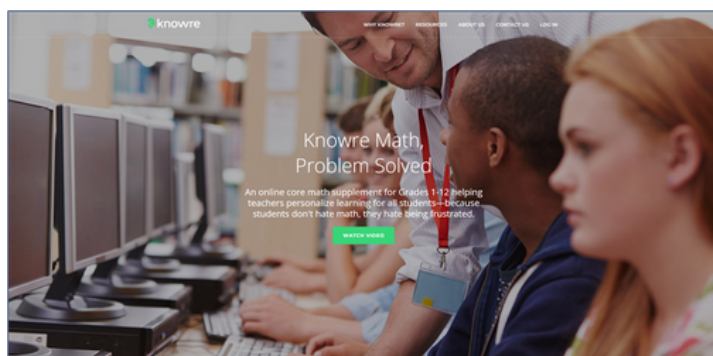 knowre
WHY KNOWRE?
RESOURCES
ABOUT US
CONTACT US
LOG IN
Knowre Math,
Problem Solved
An online core math supplement for Grades 1-12 helping
teachers personalize learning for all students—because
students don't hate math, they hate being frustrated.
WATCH VIDEO